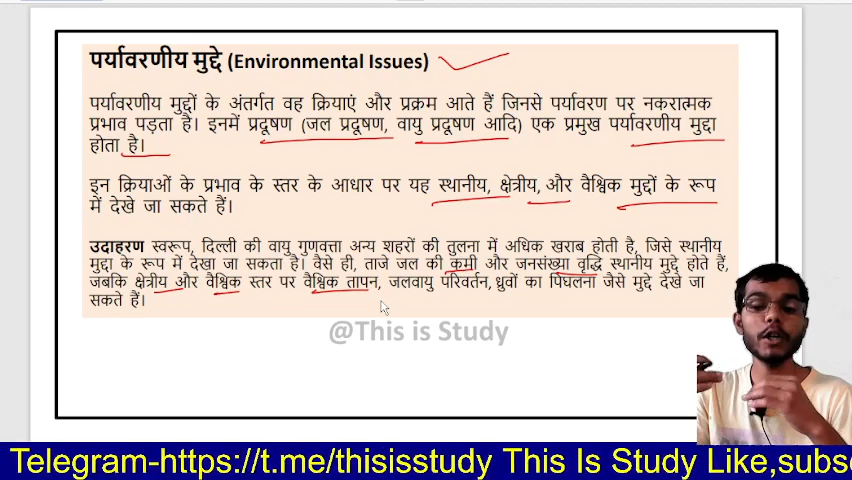 पर्यावरणीय मुद्दे (Environmental Issues)
पर्यावरणीय मुद्दों के अंतर्गत वह क्रियाएं और प्रक्रम आते हैं जिनसे पर्यावरण पर नकरात्मक
प्रभाव पड़ता है। इनमें प्रदूषण (जल प्रदूषण, वायु प्रदूषण आदि) एक प्रमुख पर्यावरणीय मुद्दा
होता है।
इन क्रियाओं के प्रभाव के स्तर के आधार पर यह स्थानीय, क्षेत्रीय, और वैश्विक मुद्दों के रूप
में देखे जा सकते हैं।
उदाहरण स्वरूप, दिल्ली की वायु गुणवत्ता अन्य शहरों की तुलना में अधिक खराब होती है, जिसे स्थानीय
मुद्दा के रूप में देखा जा सकता है। वैसे ही, ताजे जल की कमी और जनसंख्या वृद्धि स्थानीय मुद्दे होते हैं,
जबकि क्षेत्रीय और वैश्विक स्तर पर वैश्विक तापन, जलवायु परिवर्तन, ध्रुवों का पिंघलना जैसे मुद्दे देखे जा
सकते हैं।
@This is Study
Telegram-https://t.me/thisisstudy This Is Study Like,subs